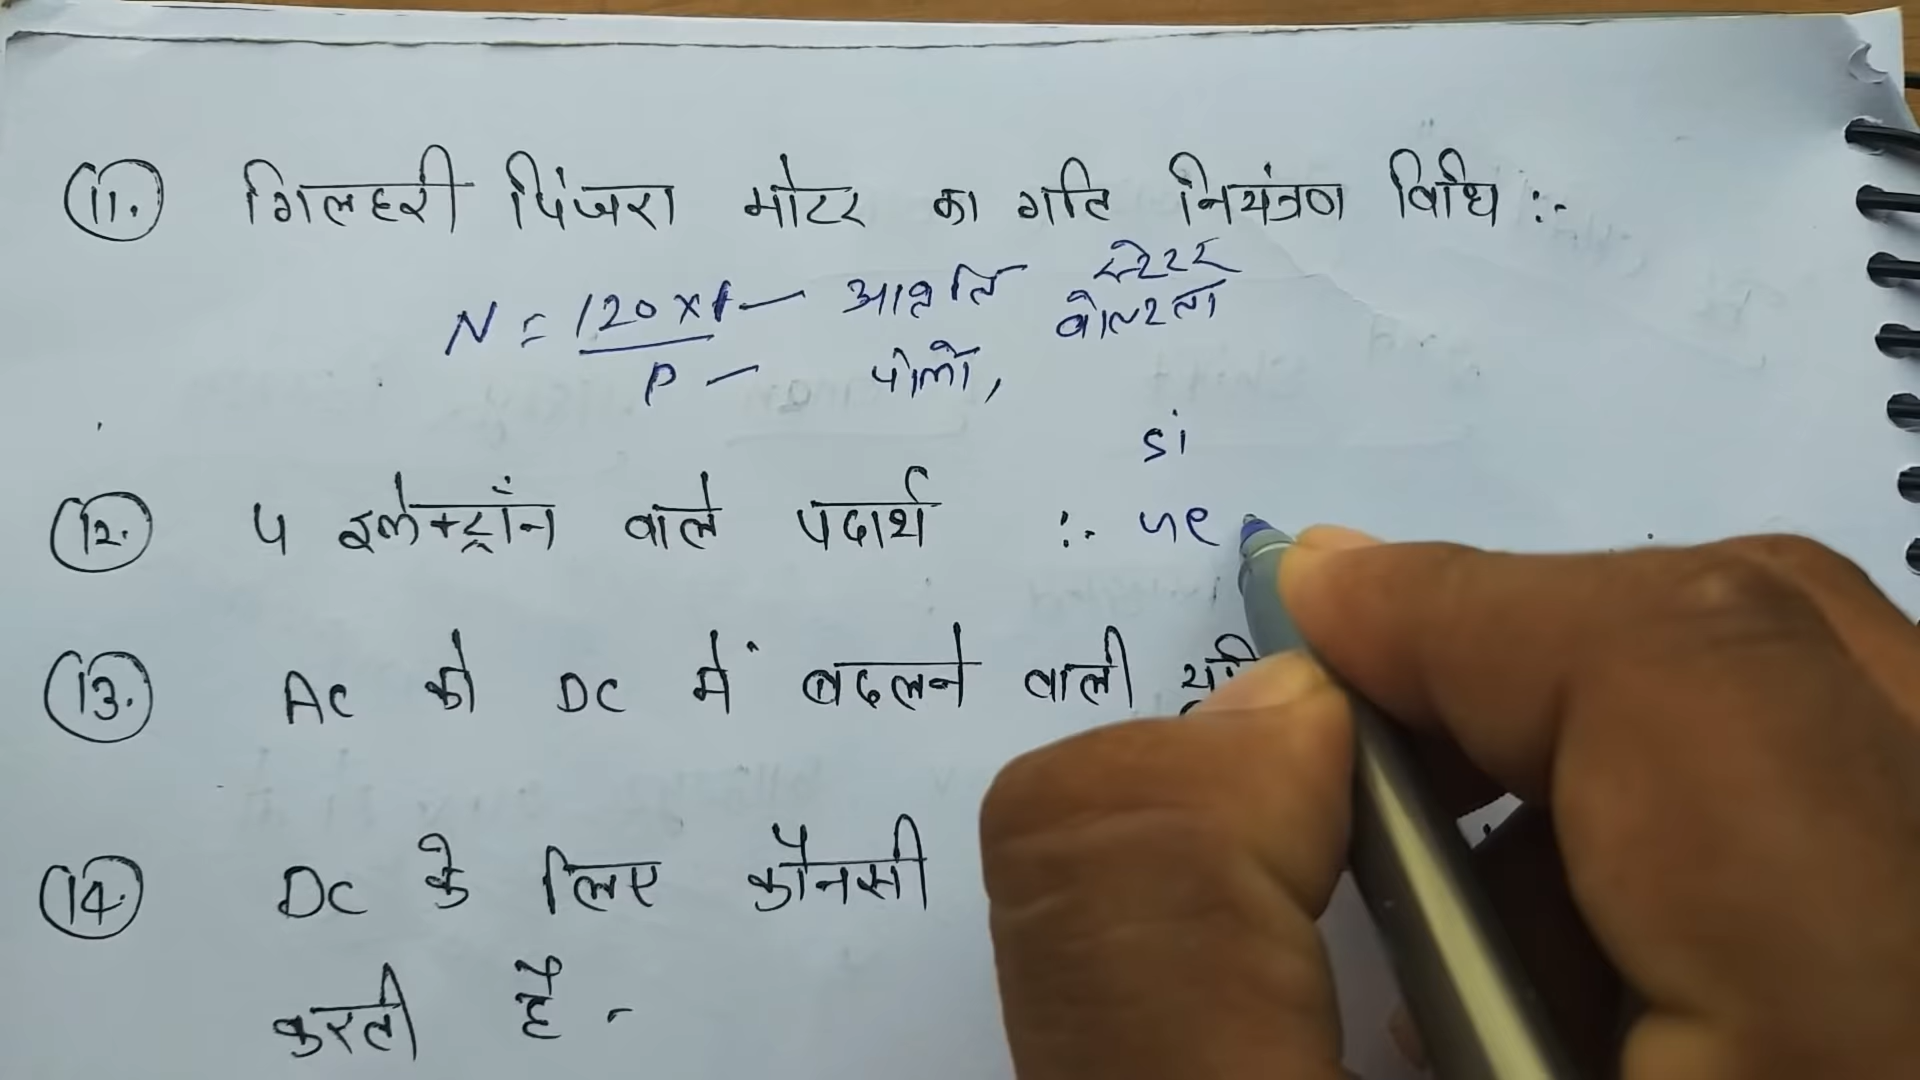 11. गिलहरी पिंजरा मोटर का गति नियंत्रण विधि :-
N = 120 × f — आवृति स्टेटर
P — पोलों, वोल्टता
Si
12. 4 इलेक्ट्रॉन वाले पदार्थ :- Ge
13. AC को DC में बदलने वाली
14. DC के लिए कौनसी
करती है -